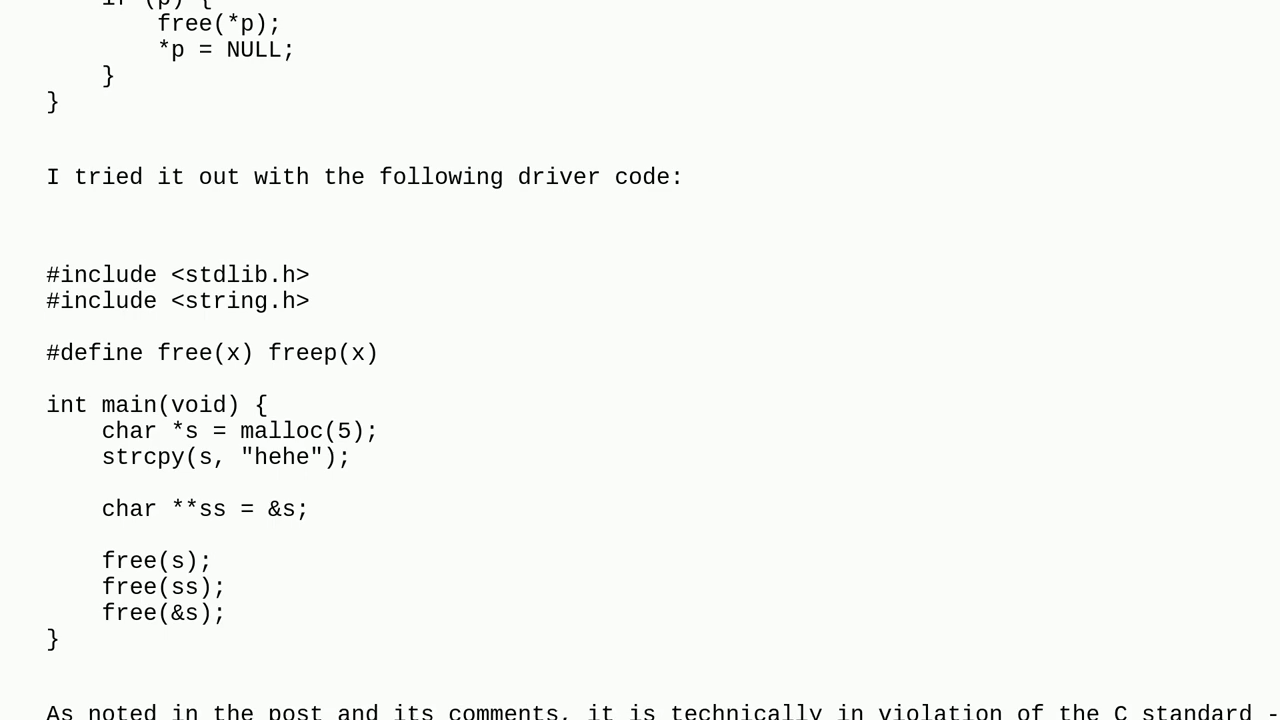 if (p) {
free(*p);
*p = NULL;
}
}
I tried it out with the following driver code:
#include <stdlib.h>
#include <string.h>
#define free(x) freep(x)
int main(void) {
char *s = malloc(5);
strcpy(s, "hehe");
char **ss = &s;
free(s);
free(ss);
free(&s);
}
As noted in the post and its comments, it is technically in violation of the C standard -